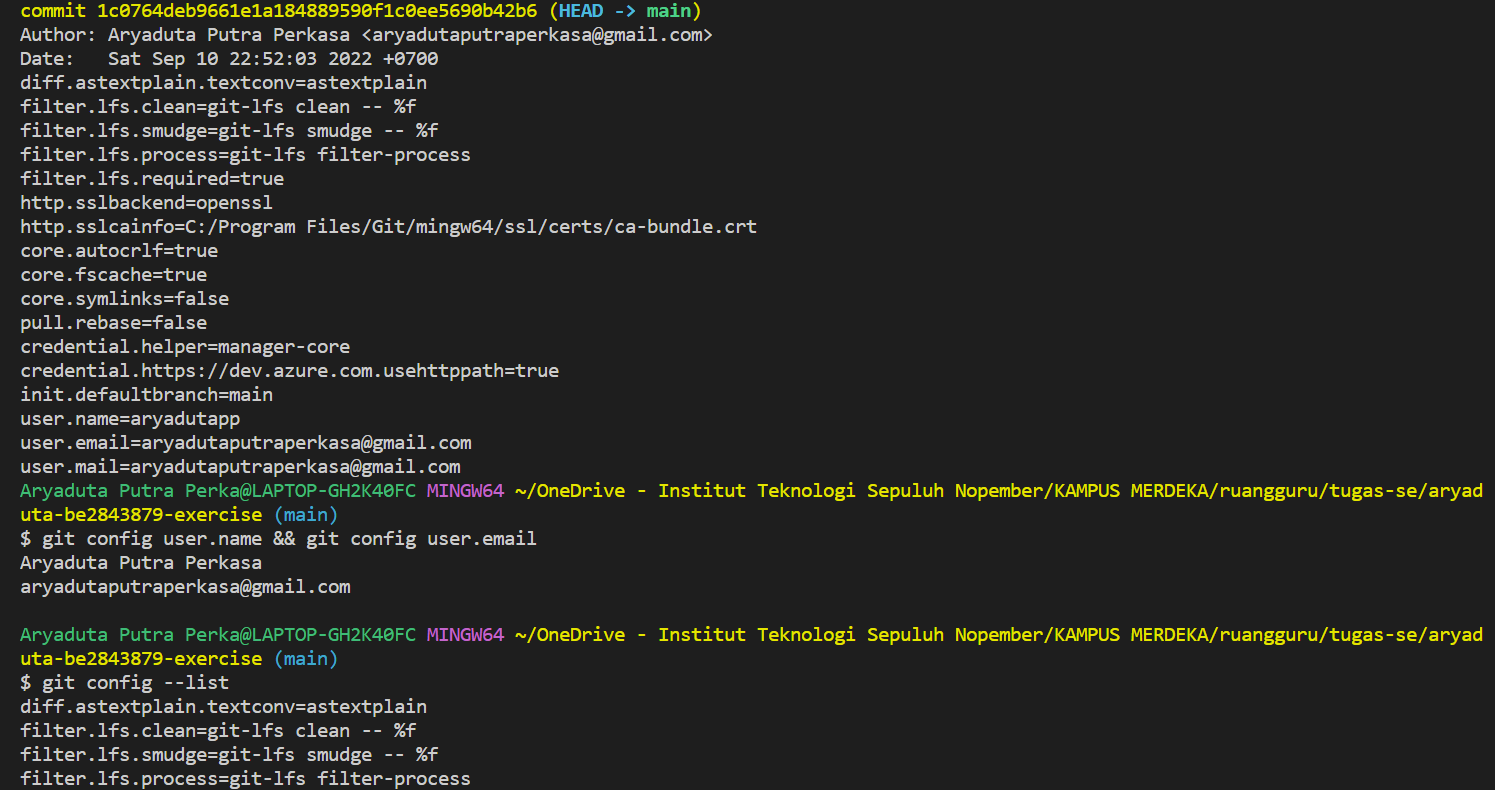 commit 1c0764deb9661e1a184889590f1c0ee5690b42b6 (HEAD -> main)
Author: Aryaduta Putra Perkasa <aryadutaputraperkasa@gmail.com>
Date:   Sat Sep 10 22:52:03 2022 +0700
diff.astextplain.textconv=astextplain
filter.lfs.clean=git-lfs clean -- %f
filter.lfs.smudge=git-lfs smudge -- %f
filter.lfs.process=git-lfs filter-process
filter.lfs.required=true
http.sslbackend=openssl
http.sslcainfo=C:/Program Files/Git/mingw64/ssl/certs/ca-bundle.crt
core.autocrlf=true
core.fscache=true
core.symlinks=false
pull.rebase=false
credential.helper=manager-core
credential.https://dev.azure.com.usehttppath=true
init.defaultbranch=main
user.name=aryadutapp
user.email=aryadutaputraperkasa@gmail.com
user.mail=aryadutaputraperkasa@gmail.com
Aryaduta Putra Perka@LAPTOP-GH2K40FC MINGW64 ~/OneDrive - Institut Teknologi Sepuluh Nopember/KAMPUS MERDEKA/ruangguru/tugas-se/aryad
uta-be2843879-exercise (main)
$ git config user.name && git config user.email
Aryaduta Putra Perkasa
aryadutaputraperkasa@gmail.com

Aryaduta Putra Perka@LAPTOP-GH2K40FC MINGW64 ~/OneDrive - Institut Teknologi Sepuluh Nopember/KAMPUS MERDEKA/ruangguru/tugas-se/aryad
uta-be2843879-exercise (main)
$ git config --list
diff.astextplain.textconv=astextplain
filter.lfs.clean=git-lfs clean -- %f
filter.lfs.smudge=git-lfs smudge -- %f
filter.lfs.process=git-lfs filter-process